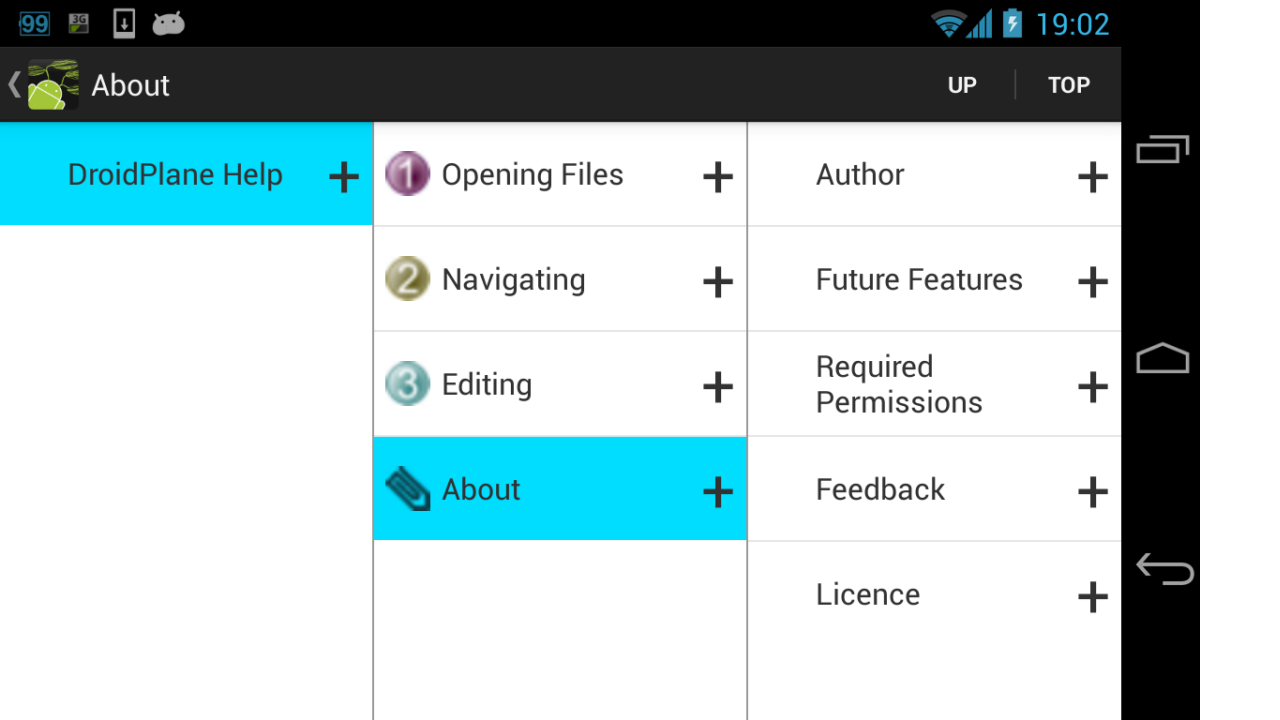 99 3G 19:02
About UP TOP
DroidPlane Help +
1 Opening Files +
2 Navigating +
3 Editing +
About +
Author +
Future Features +
Required
Permissions +
Feedback +
Licence +